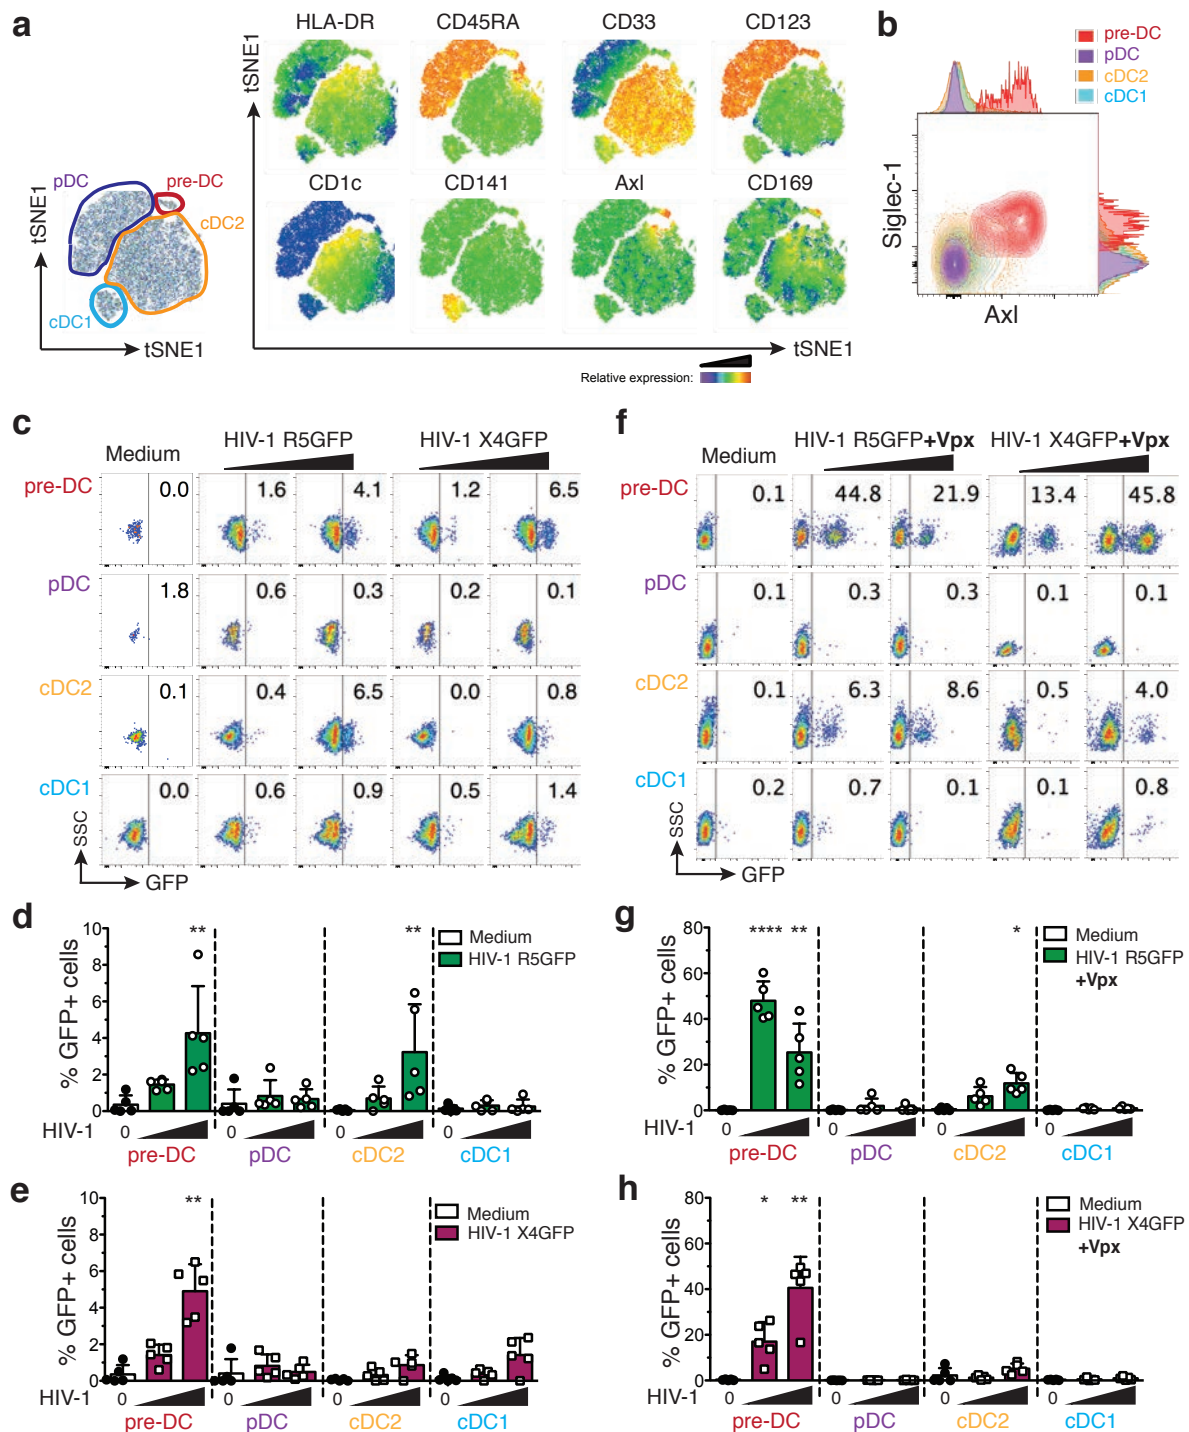 a
HLA-DR CD45RA CD33 CD123
CD1c CD141 Axl CD169
tSNE1
tSNE1
Relative expression:
pDC
pre-DC
cDC2
cDC1
tSNE1
tSNE1
b
pre-DC
pDC
cDC2
cDC1
Siglec-1
Axl
c
Medium HIV-1 R5GFP HIV-1 X4GFP
pre-DC 0.0 1.6 4.1 1.2 6.5
pDC 1.8 0.6 0.3 0.2 0.1
cDC2 0.1 0.4 6.5 0.0 0.8
cDC1 0.0 0.6 0.9 0.5 1.4
SSC
GFP
f
Medium HIV-1 R5GFP+Vpx HIV-1 X4GFP+Vpx
pre-DC 0.1 44.8 21.9 13.4 45.8
pDC 0.1 0.3 0.3 0.1 0.1
cDC2 0.1 6.3 8.6 0.5 4.0
cDC1 0.2 0.7 0.1 0.1 0.8
SSC
GFP
d
% GFP+ cells
10
8
6
4
2
0
** **
Medium
HIV-1 R5GFP
HIV-1 0 0 0 0
pre-DC pDC cDC2 cDC1
g
% GFP+ cells
80
60
40
20
0
**** ** *
Medium
HIV-1 R5GFP
+Vpx
HIV-1 0 0 0 0
pre-DC pDC cDC2 cDC1
e
% GFP+ cells
10
8
6
4
2
0
**
Medium
HIV-1 X4GFP
HIV-1 0 0 0 0
pre-DC pDC cDC2 cDC1
h
% GFP+ cells
80
60
40
20
0
* **
Medium
HIV-1 X4GFP
+Vpx
HIV-1 0 0 0 0
pre-DC pDC cDC2 cDC1